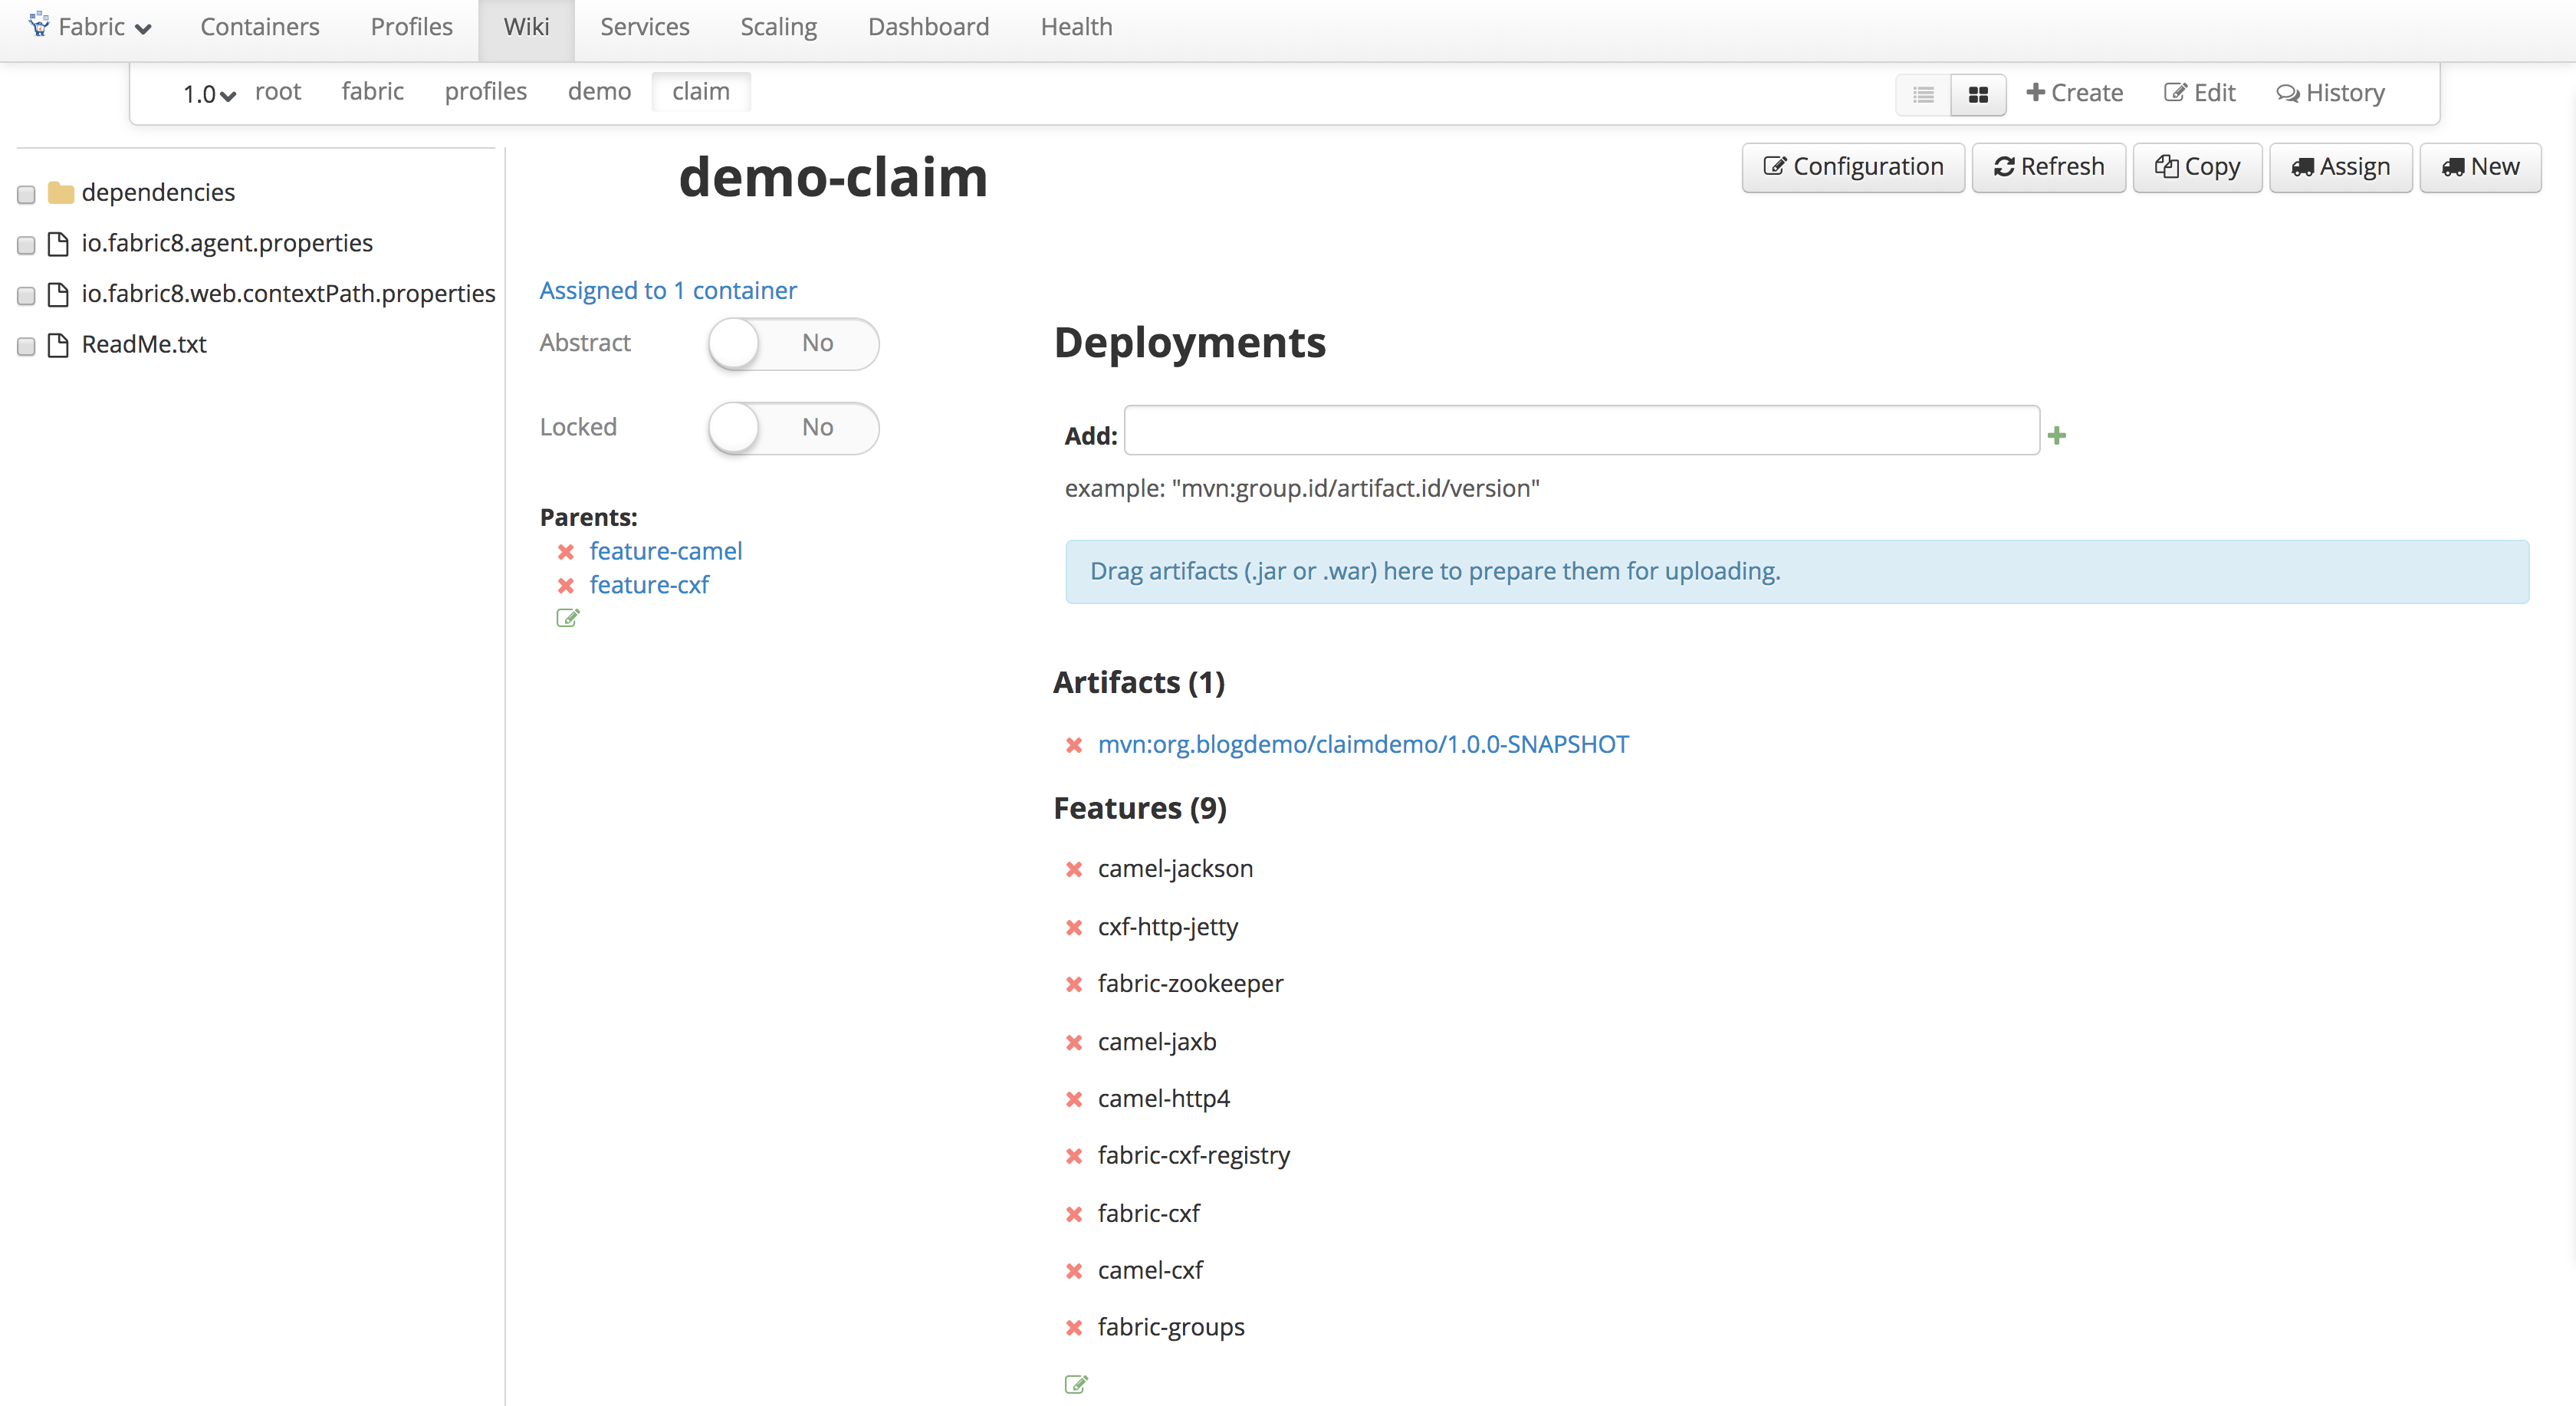 Fabric Containers Profiles Wiki Services Scaling Dashboard Health
1.0 root fabric profiles demo claim Create Edit History
dependencies
io.fabric8.agent.properties
io.fabric8.web.contextPath.properties
ReadMe.txt
demo-claim
Configuration Refresh Copy Assign New
Assigned to 1 container
Abstract No
Locked No
Parents:
feature-camel
feature-cxf
Deployments
Add:
example: "mvn:group.id/artifact.id/version"
Drag artifacts (.jar or .war) here to prepare them for uploading.
Artifacts (1)
mvn:org.blogdemo/claimdemo/1.0.0-SNAPSHOT
Features (9)
camel-jackson
cxf-http-jetty
fabric-zookeeper
camel-jaxb
camel-http4
fabric-cxf-registry
fabric-cxf
camel-cxf
fabric-groups